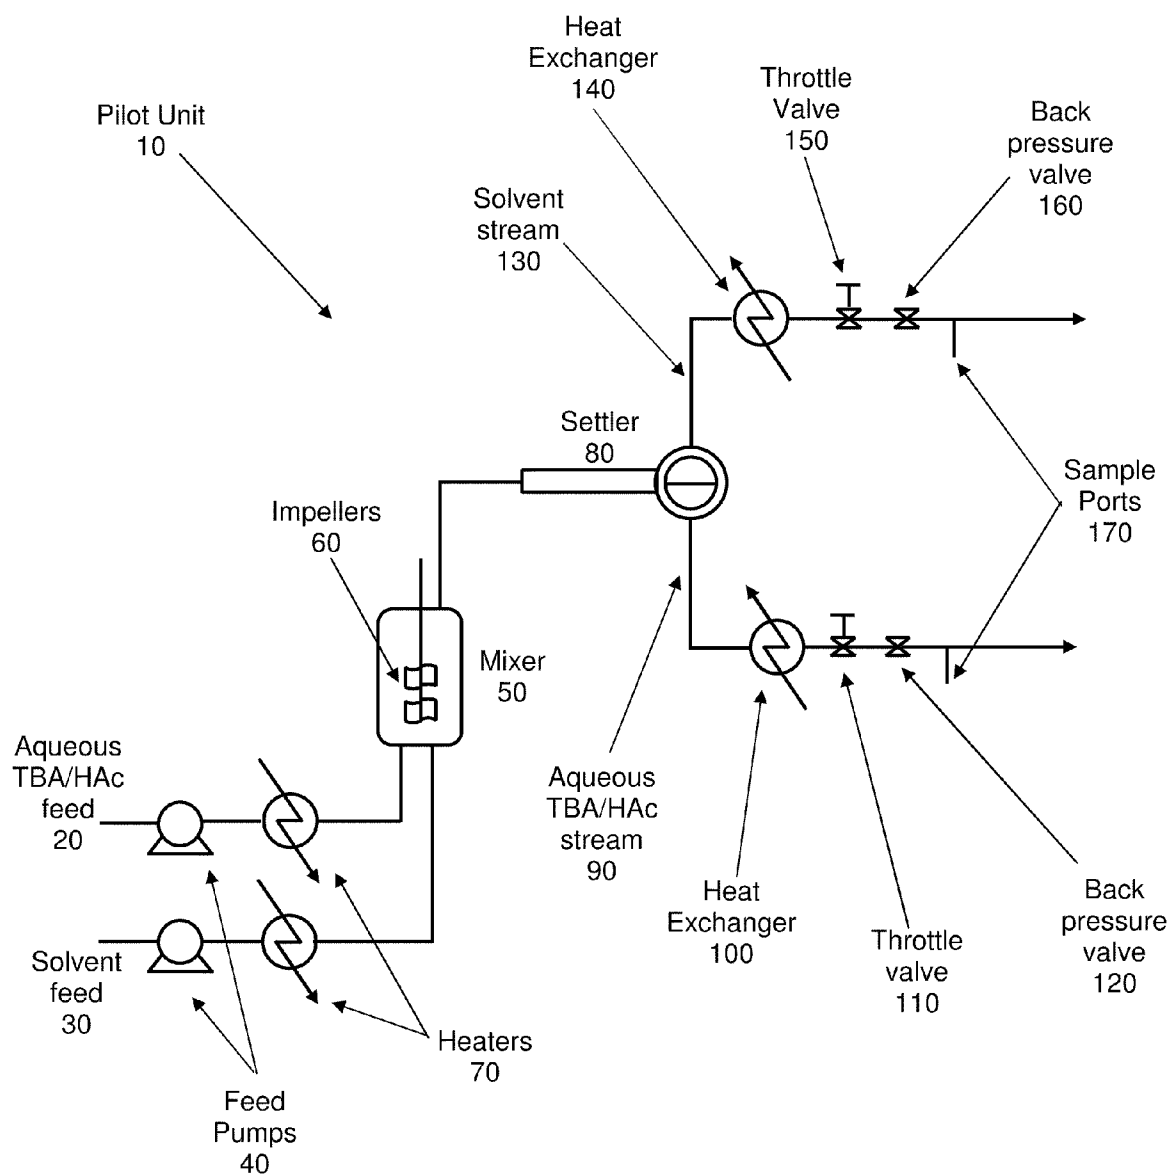 Heat
Exchanger
140
Throttle
Valve
150
Back
pressure
valve
160
Pilot Unit
10
Solvent
stream
130
Settler
80
Sample
Ports
170
Impellers
60
Mixer
50
Aqueous
TBA/HAc
feed
20
Aqueous
TBA/HAc
stream
90
Heat
Exchanger
100
Throttle
valve
110
Back
pressure
valve
120
Solvent
feed
30
Heaters
70
Feed
Pumps
40